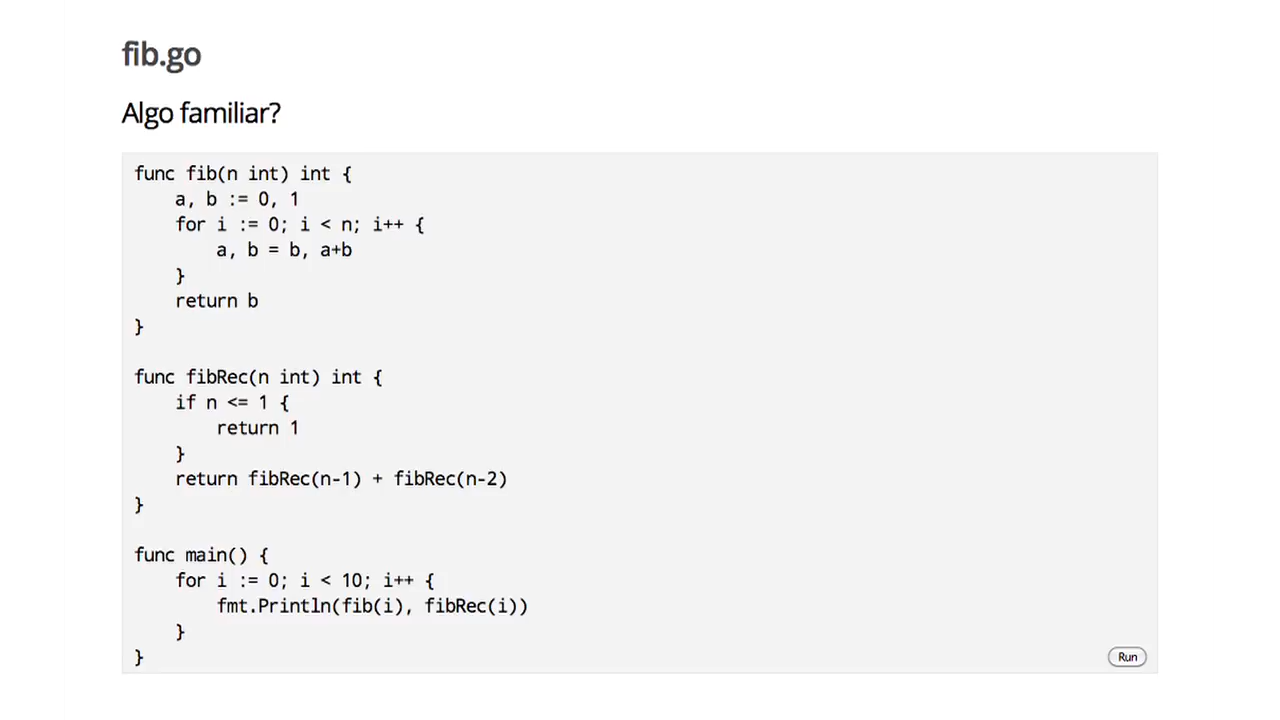 fib.go
Algo familiar?
func fib(n int) int {
    a, b := 0, 1
    for i := 0; i < n; i++ {
        a, b = b, a+b
    }
    return b
}
func fibRec(n int) int {
    if n <= 1 {
        return 1
    }
    return fibRec(n-1) + fibRec(n-2)
}
func main() {
    for i := 0; i < 10; i++ {
        fmt.Println(fib(i), fibRec(i))
    }
}
Run